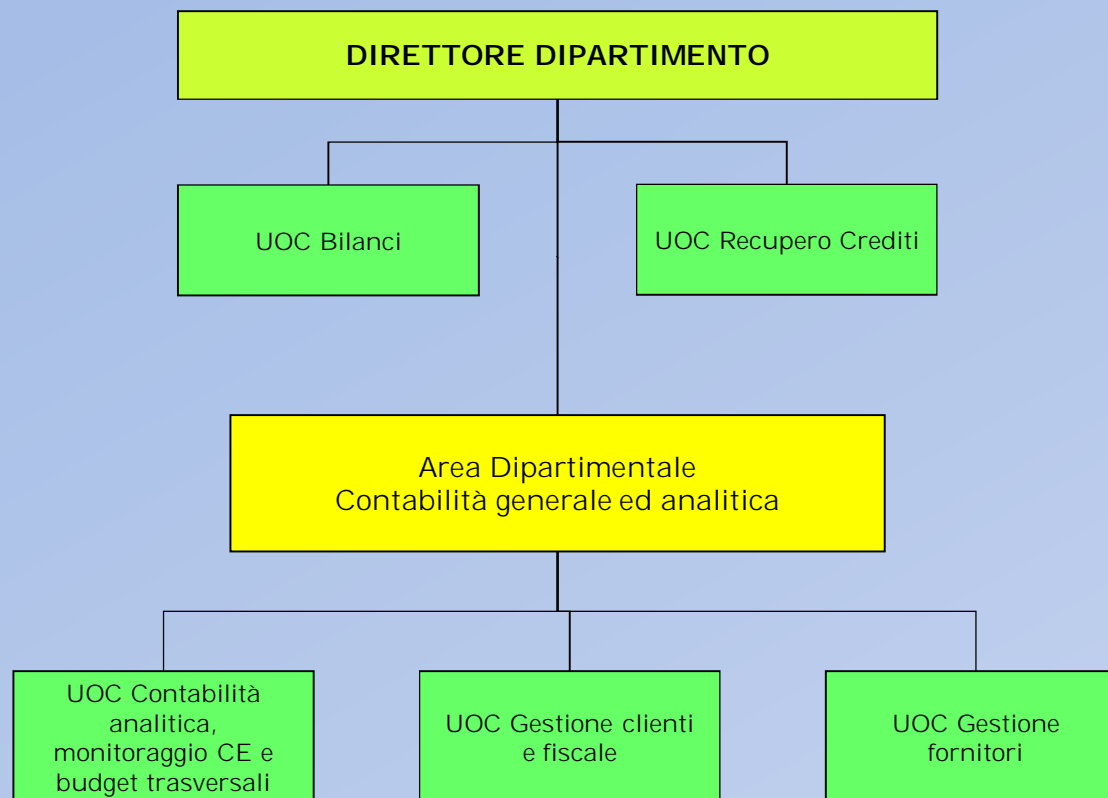 DIRETTORE DIPARTIMENTO
UOC Bilanci
UOC Recupero Crediti
Area Dipartimentale
Contabilità generale ed analitica
UOC Contabilità
analitica,
monitoraggio CE e
budget trasversali
UOC Gestione clienti
e fiscale
UOC Gestione
fornitori